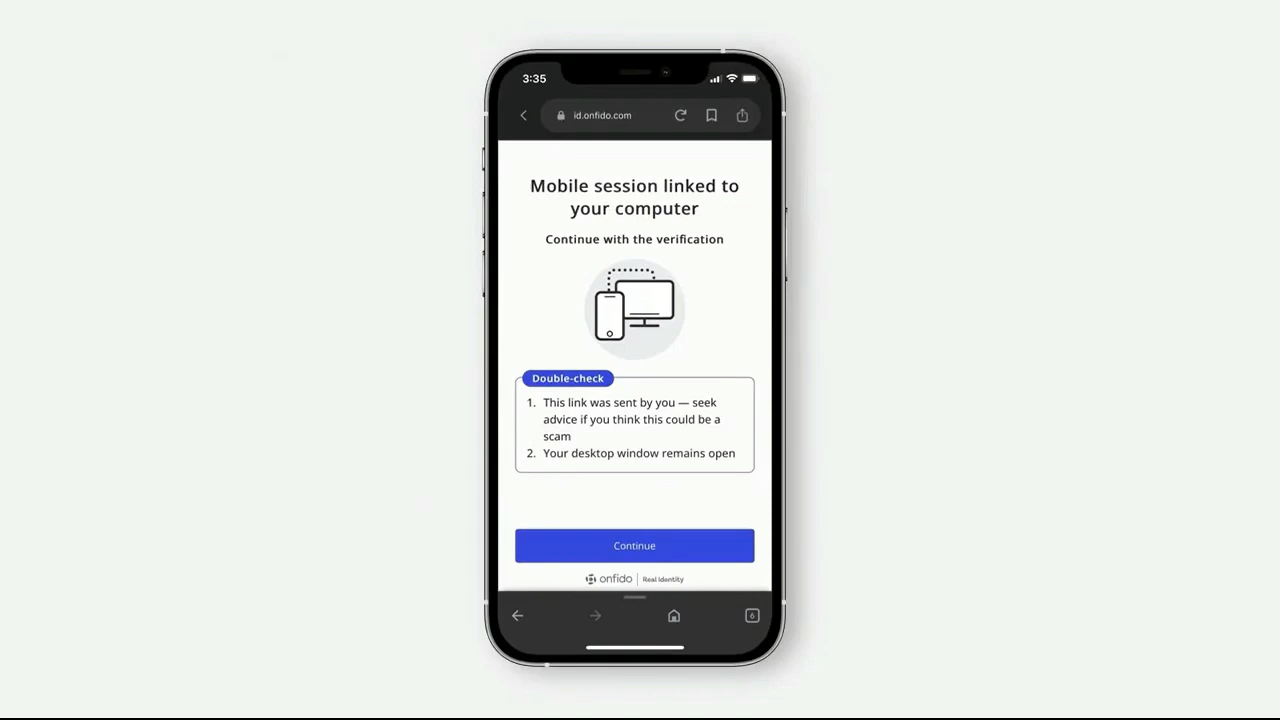 3:35
id.onfido.com
Mobile session linked to
your computer
Continue with the verification
Double-check
1. This link was sent by you — seek
advice if you think this could be a
scam
2. Your desktop window remains open
Continue
onfido | Real Identity
6